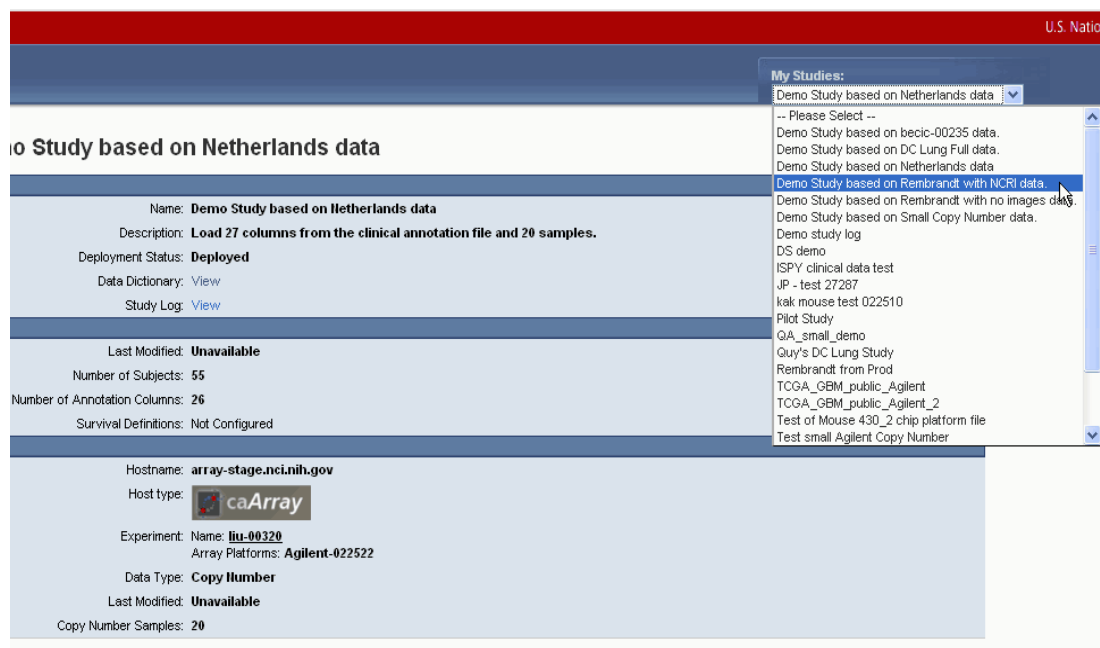 U.S. Natio
My Studies:
Demo Study based on Netherlands data
-- Please Select --
Demo Study based on becic-00235 data.
Demo Study based on DC Lung Full data.
Demo Study based on Netherlands data
Demo Study based on Rembrandt with NCRI data.
Demo Study based on Rembrandt with no images data.
Demo Study based on Small Copy Number data.
Demo study log
DS demo
ISPY clinical data test
JP - test 27287
kak mouse test 022510
Pilot Study
QA_small_demo
Quy's DC Lung Study
Rembrandt from Prod
TCGA_GBM_public_Agilent
TCGA_GBM_public_Agilent_2
Test of Mouse 430_2 chip platform file
Test small Agilent Copy Number
o Study based on Netherlands data
Name: Demo Study based on Netherlands data
Description: Load 27 columns from the clinical annotation file and 20 samples.
Deployment Status: Deployed
Data Dictionary: View
Study Log: View
Last Modified: Unavailable
Number of Subjects: 55
Number of Annotation Columns: 26
Survival Definitions: Not Configured
Hostname: array-stage.nci.nih.gov
Host type: caArray
Experiment: Name: liu-00320
Array Platforms: Agilent-022522
Data Type: Copy Number
Last Modified: Unavailable
Copy Number Samples: 20